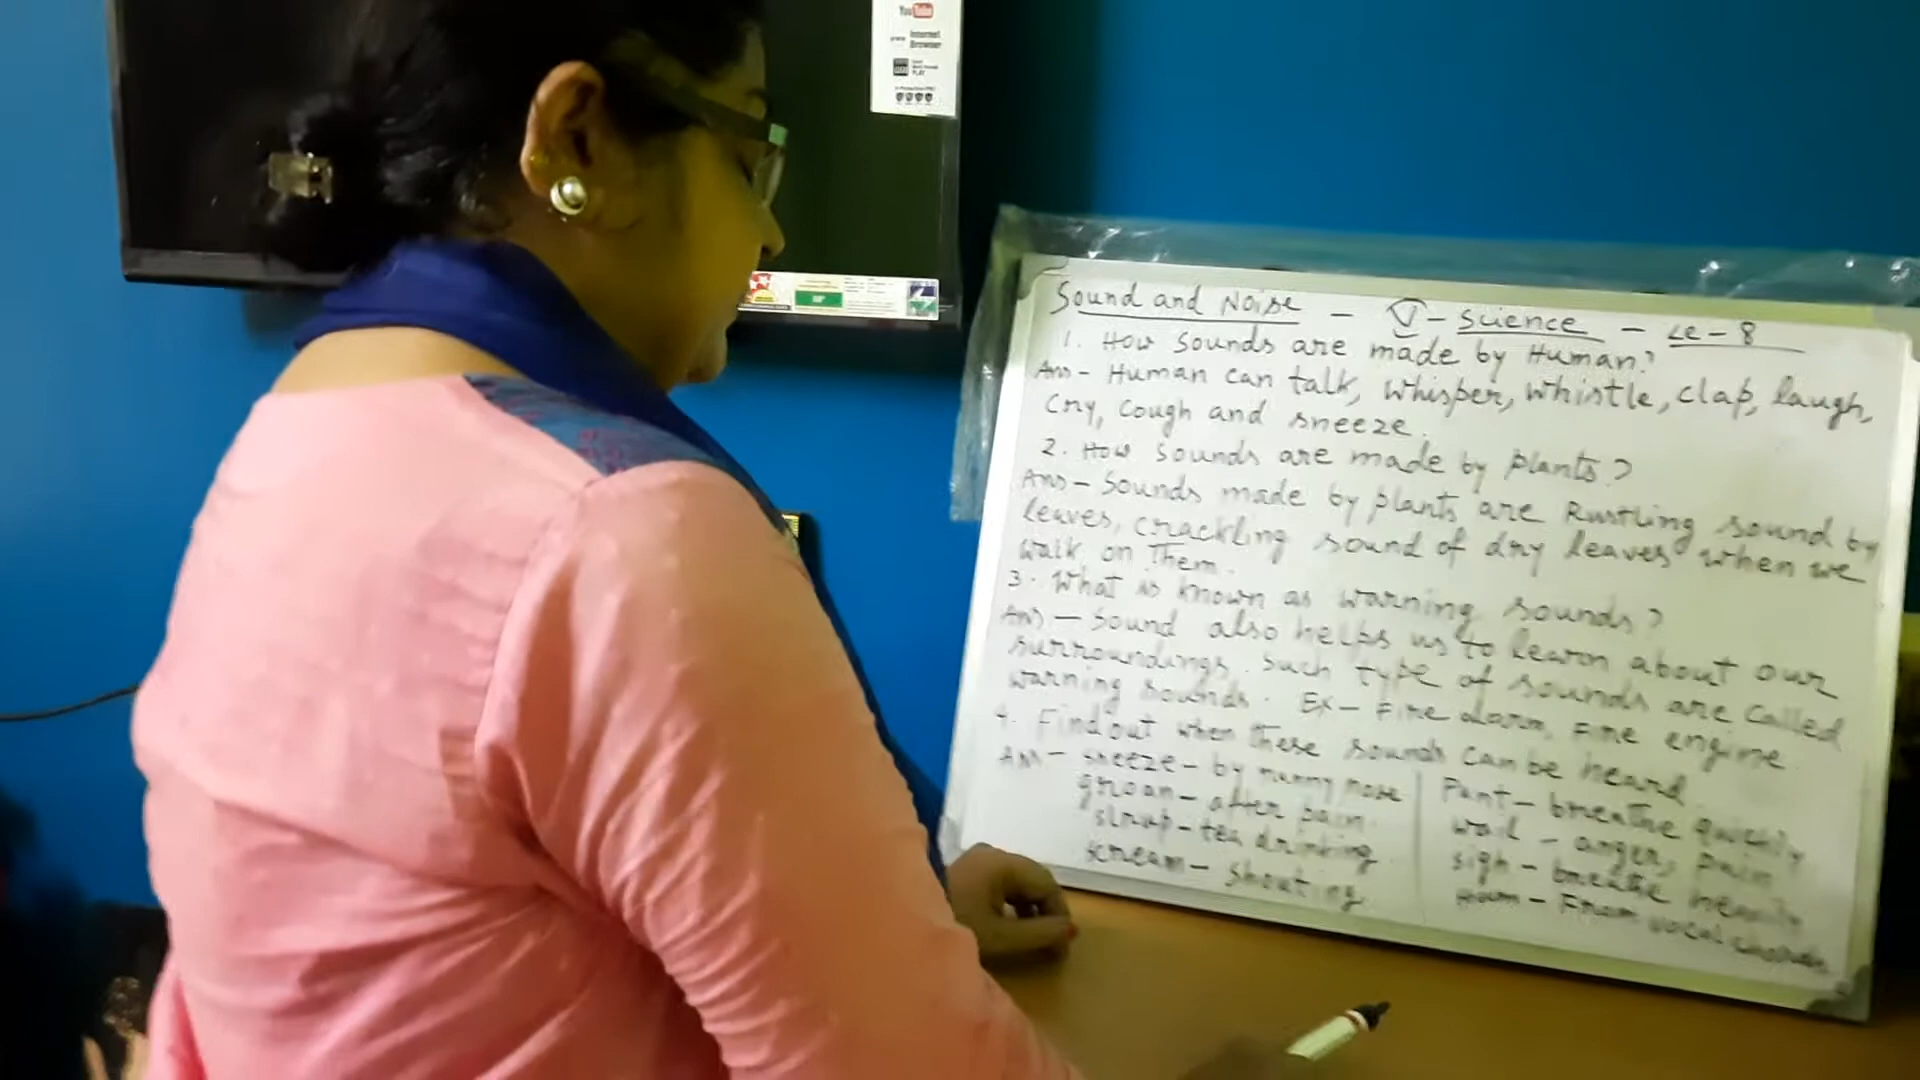 YouTube
Internet
Browser
Sound and Noise - V - Science - Le - 8
1. How sounds are made by Human?
Ans - Human can talk, whisper, whistle, clap, laugh,
cry, cough and sneeze.
2. How sounds are made by plants?
Ans - Sounds made by plants are Rustling sound by
leaves, crackling sound of dry leaves when we
walk on them.
3. What is known as warning sounds?
Ans - Sound also helps us to learn about our
surroundings. Such type of sounds are called
warning sounds. Ex - Fire alarm, Fire engine.
4. Find out when these sounds can be heard.
Ans - Sneeze - by runny nose
groan - after pain.
slrup - tea drinking.
scream - shouting.
Pant - breathe quickly
wail - anger, pain
sigh - breathe heavily
Hum - From vocal chords